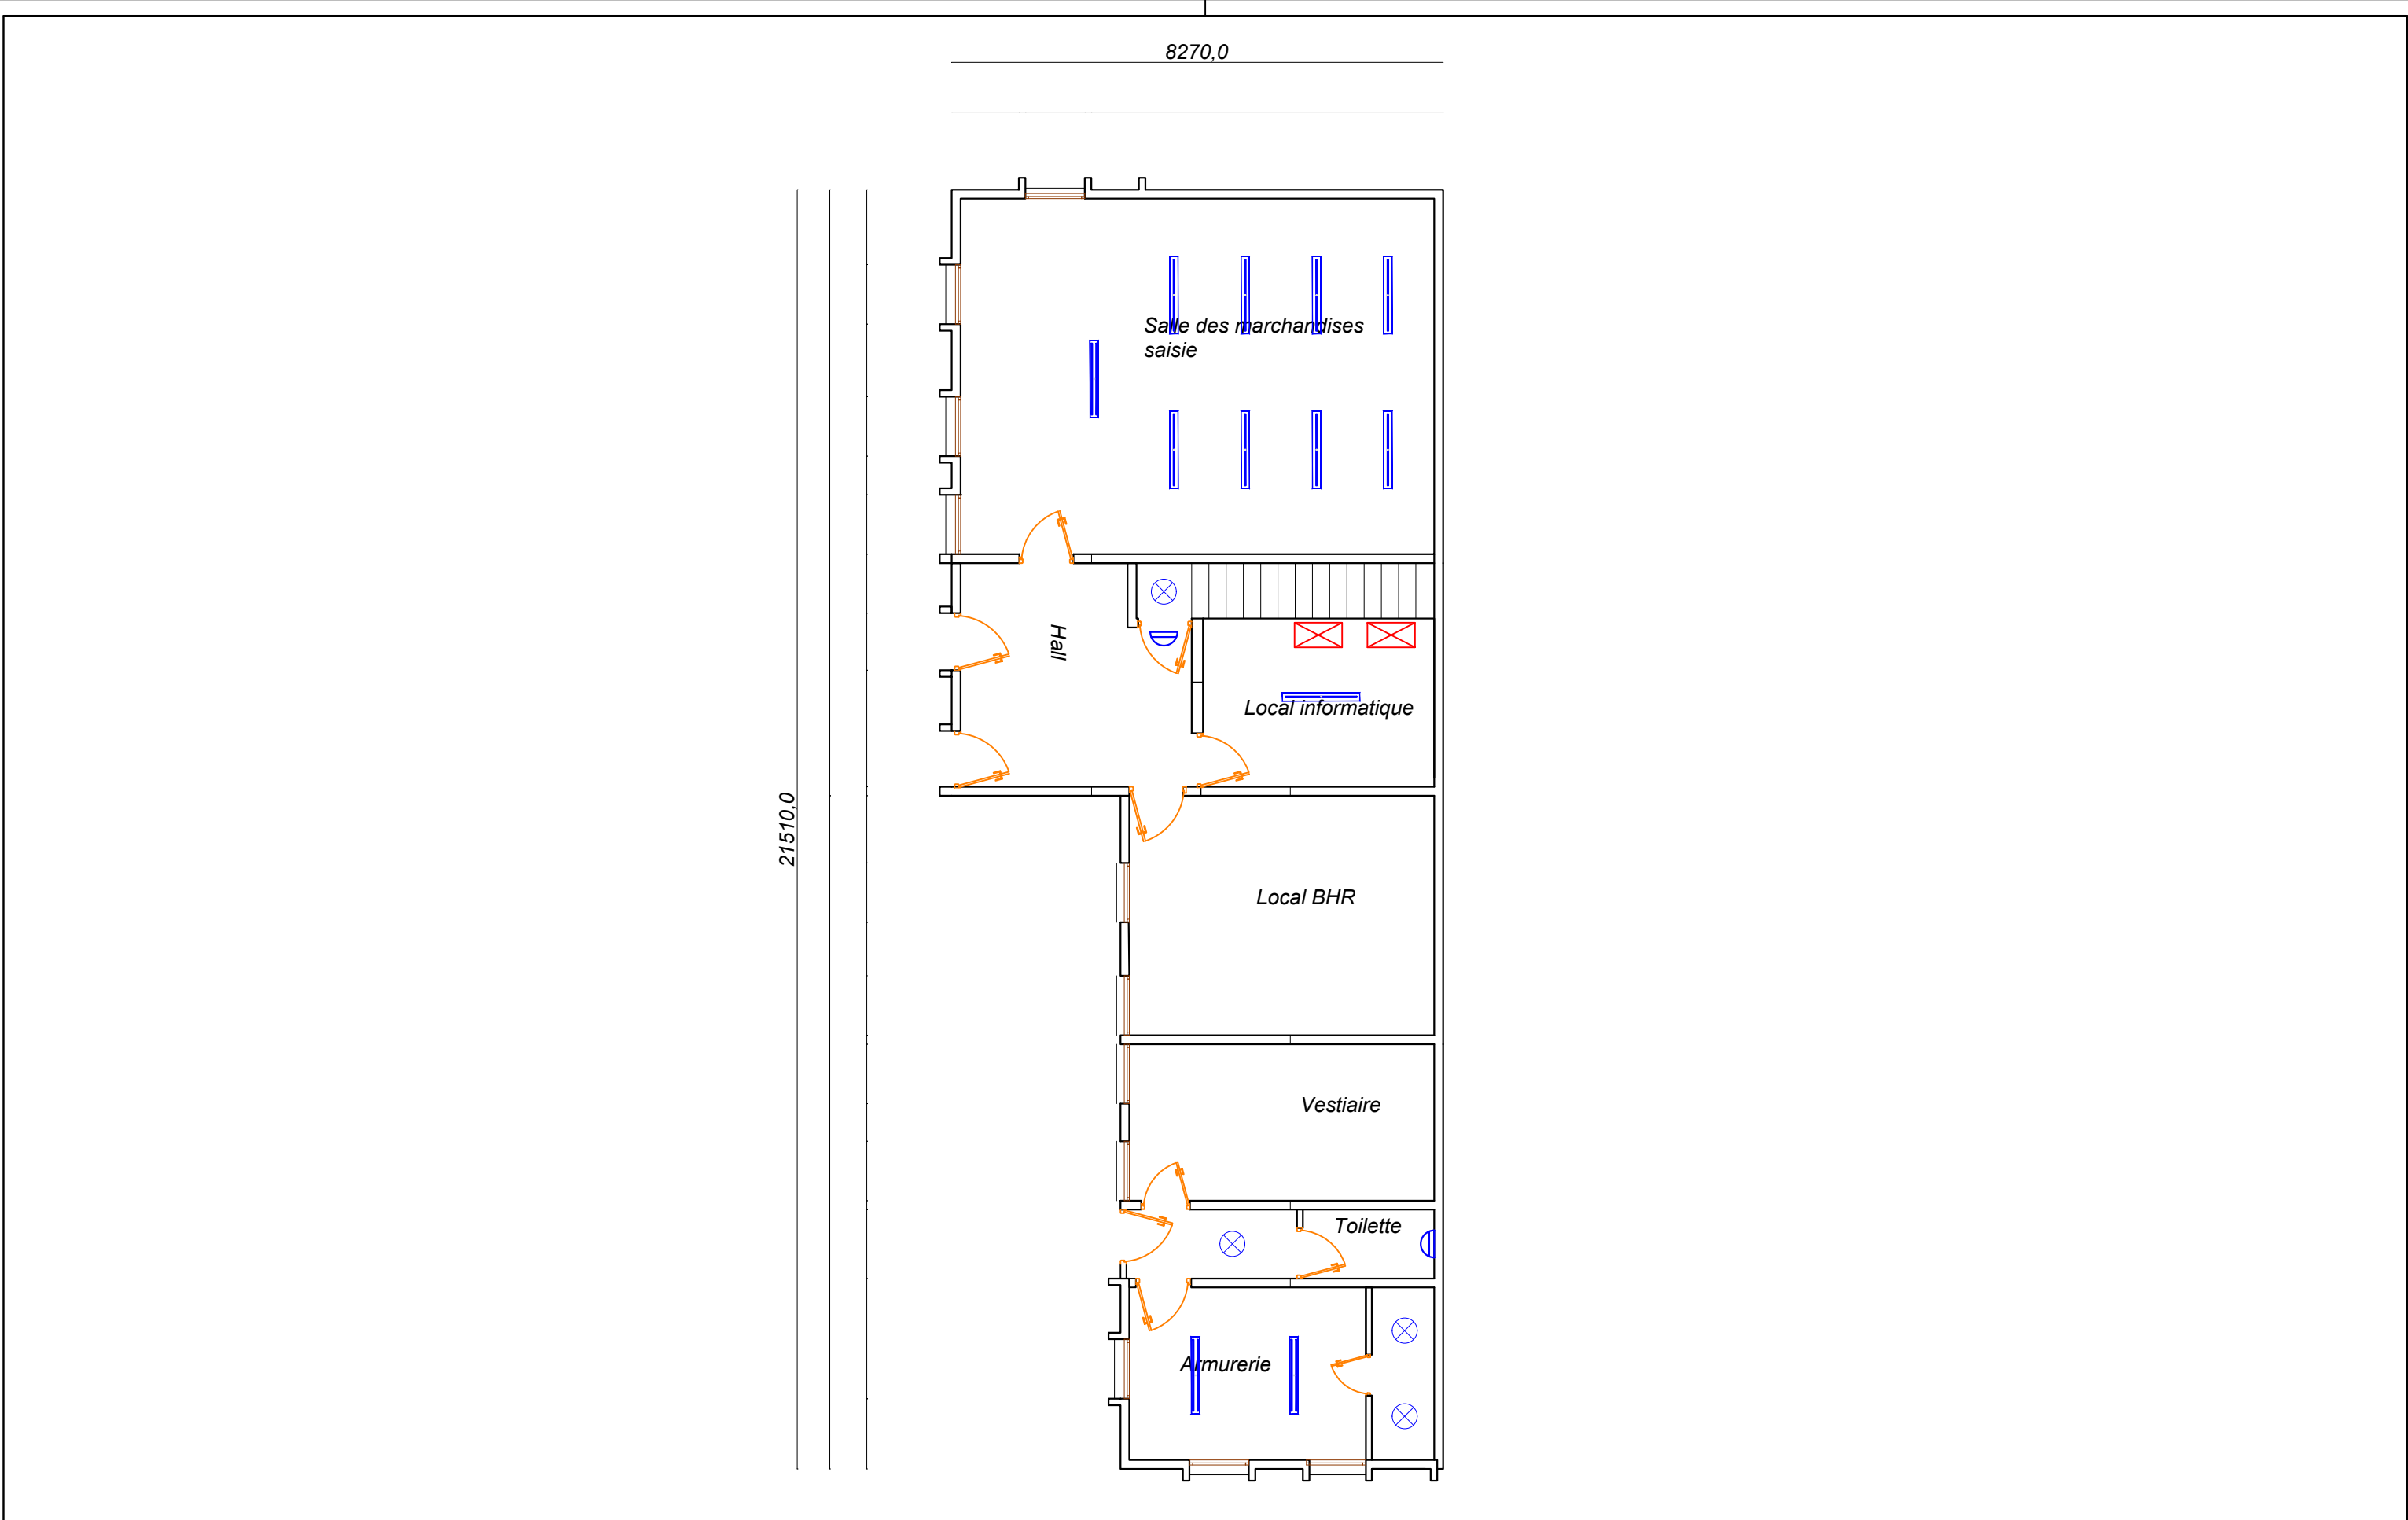 8270,0
Salle des marchandises
saisie
Hall
Local informatique
21510,0
Local BHR
Vestiaire
Toilette
Armurerie